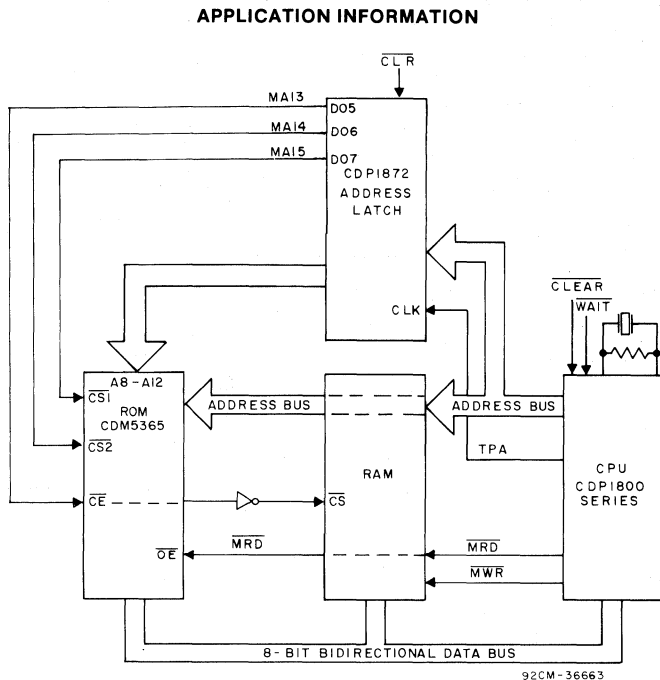 APPLICATION INFORMATION
CLR
MA13
DO5
MA14
DO6
MA15
DO7
CDP1872
ADDRESS
LATCH
CLK
CLEAR
WAIT
A8-A12
CS1
ROM
CDM5365
CS2
CE
OE
ADDRESS BUS
ADDRESS BUS
TPA
RAM
CS
CPU
CDP1800
SERIES
MRD
MRD
MWR
8-BIT BIDIRECTIONAL DATA BUS
92CM-36663